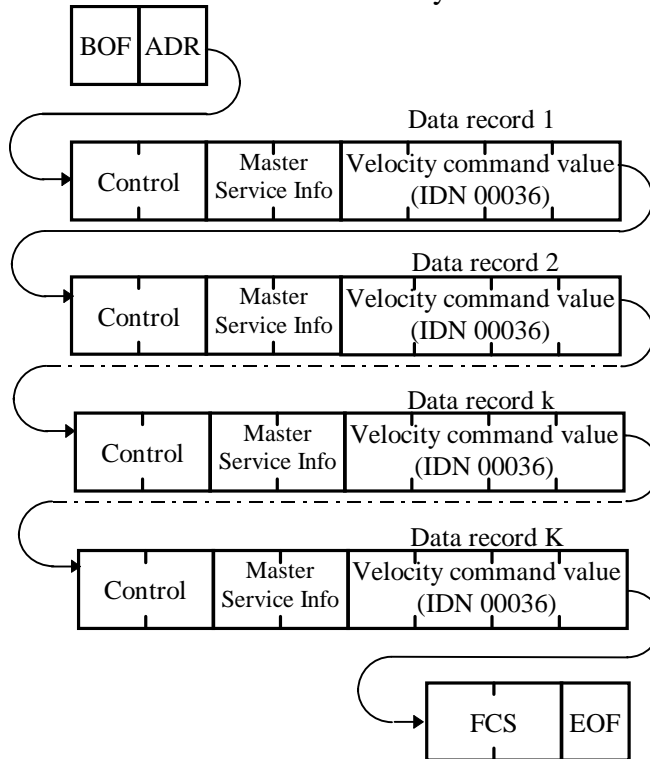 BOF ADR
Data record 1
Control
Master
Service Info
Velocity command value
(IDN 00036)
Data record 2
Control
Master
Service Info
Velocity command value
(IDN 00036)
Data record k
Control
Master
Service Info
Velocity command value
(IDN 00036)
Data record K
Control
Master
Service Info
Velocity command value
(IDN 00036)
FCS EOF